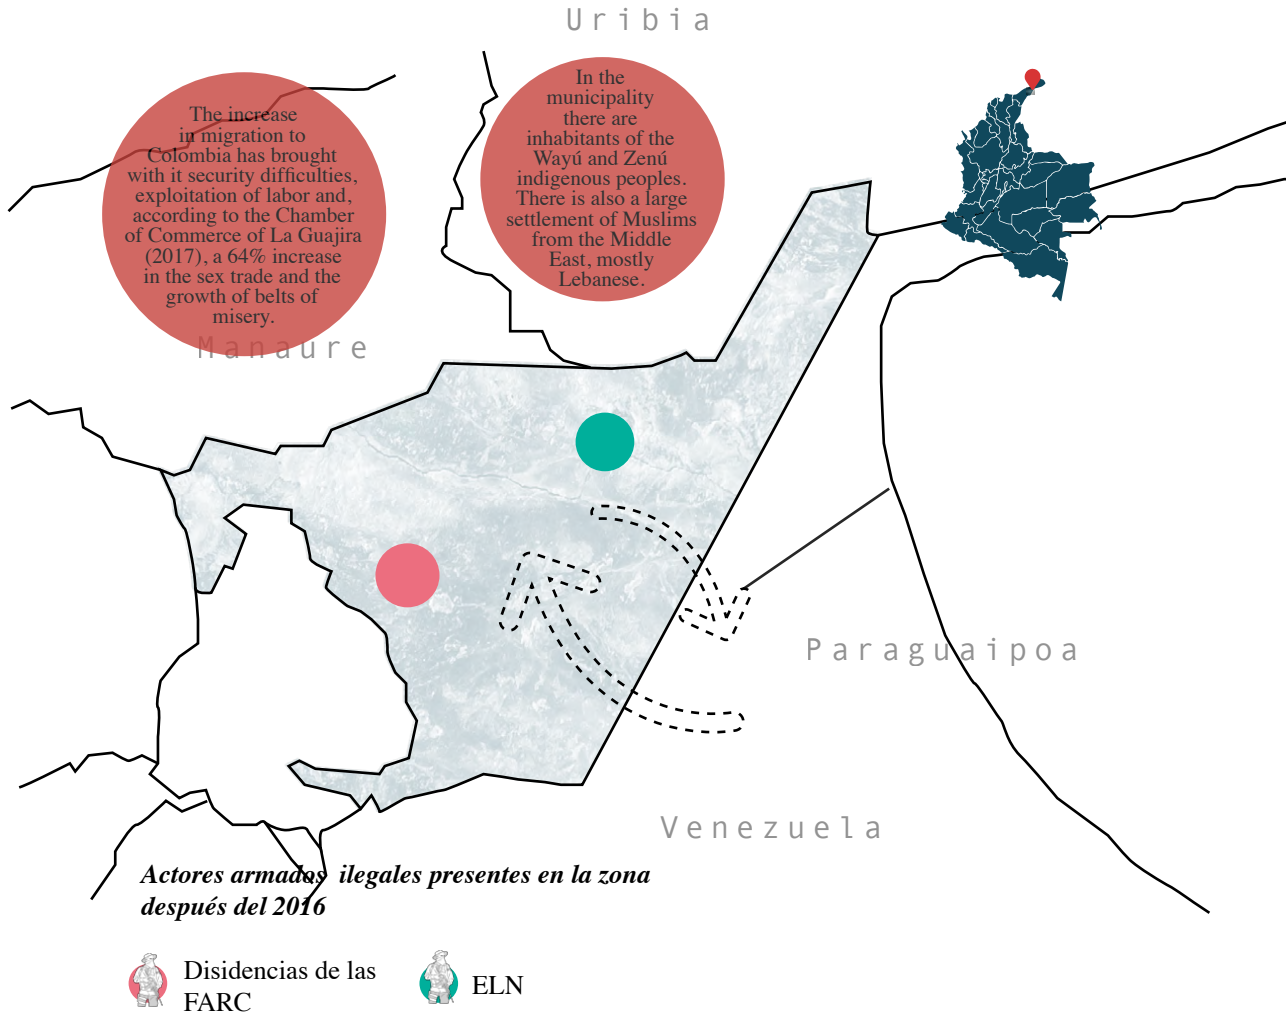 Uribia
The increase
in migration to
Colombia has brought
with it security difficulties,
exploitation of labor and,
according to the Chamber
of Commerce of La Guajira
(2017), a 64% increase
in the sex trade and the
growth of belts of
misery.
In the
municipality
there are
inhabitants of the
Wayú and Zenú
indigenous peoples.
There is also a large
settlement of Muslims
from the Middle
East, mostly
Lebanese.
Manaure
Paraguaipoa
Venezuela
Actores armados ilegales presentes en la zona
después del 2016
Disidencias de las
FARC
ELN